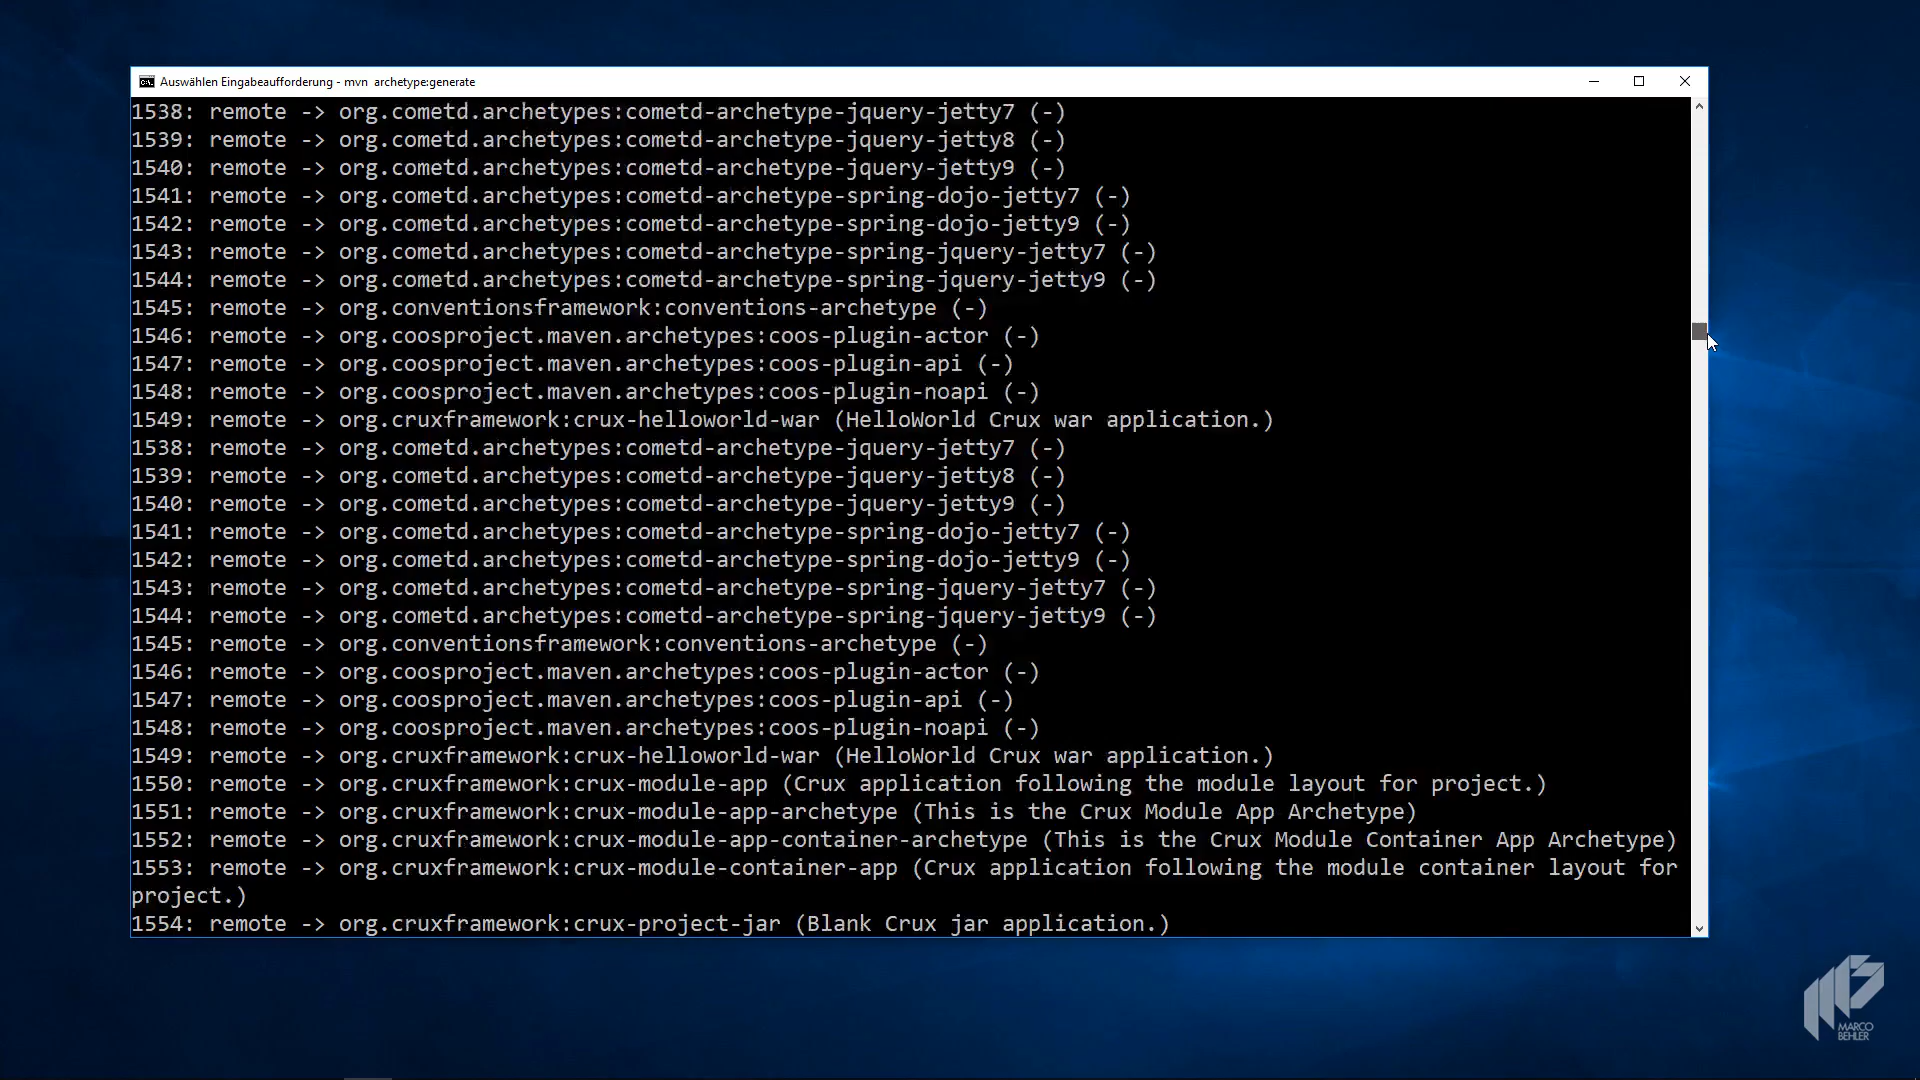 Auswählen Eingabeaufforderung - mvn  archetype:generate
1538: remote -> org.cometd.archetypes:cometd-archetype-jquery-jetty7 (-)
1539: remote -> org.cometd.archetypes:cometd-archetype-jquery-jetty8 (-)
1540: remote -> org.cometd.archetypes:cometd-archetype-jquery-jetty9 (-)
1541: remote -> org.cometd.archetypes:cometd-archetype-spring-dojo-jetty7 (-)
1542: remote -> org.cometd.archetypes:cometd-archetype-spring-dojo-jetty9 (-)
1543: remote -> org.cometd.archetypes:cometd-archetype-spring-jquery-jetty7 (-)
1544: remote -> org.cometd.archetypes:cometd-archetype-spring-jquery-jetty9 (-)
1545: remote -> org.conventionsframework:conventions-archetype (-)
1546: remote -> org.coosproject.maven.archetypes:coos-plugin-actor (-)
1547: remote -> org.coosproject.maven.archetypes:coos-plugin-api (-)
1548: remote -> org.coosproject.maven.archetypes:coos-plugin-noapi (-)
1549: remote -> org.cruxframework:crux-helloworld-war (HelloWorld Crux war application.)
1538: remote -> org.cometd.archetypes:cometd-archetype-jquery-jetty7 (-)
1539: remote -> org.cometd.archetypes:cometd-archetype-jquery-jetty8 (-)
1540: remote -> org.cometd.archetypes:cometd-archetype-jquery-jetty9 (-)
1541: remote -> org.cometd.archetypes:cometd-archetype-spring-dojo-jetty7 (-)
1542: remote -> org.cometd.archetypes:cometd-archetype-spring-dojo-jetty9 (-)
1543: remote -> org.cometd.archetypes:cometd-archetype-spring-jquery-jetty7 (-)
1544: remote -> org.cometd.archetypes:cometd-archetype-spring-jquery-jetty9 (-)
1545: remote -> org.conventionsframework:conventions-archetype (-)
1546: remote -> org.coosproject.maven.archetypes:coos-plugin-actor (-)
1547: remote -> org.coosproject.maven.archetypes:coos-plugin-api (-)
1548: remote -> org.coosproject.maven.archetypes:coos-plugin-noapi (-)
1549: remote -> org.cruxframework:crux-helloworld-war (HelloWorld Crux war application.)
1550: remote -> org.cruxframework:crux-module-app (Crux application following the module layout for project.)
1551: remote -> org.cruxframework:crux-module-app-archetype (This is the Crux Module App Archetype)
1552: remote -> org.cruxframework:crux-module-app-container-archetype (This is the Crux Module Container App Archetype)
1553: remote -> org.cruxframework:crux-module-container-app (Crux application following the module container layout for
project.)
1554: remote -> org.cruxframework:crux-project-jar (Blank Crux jar application.)
MARCO
BEHLER